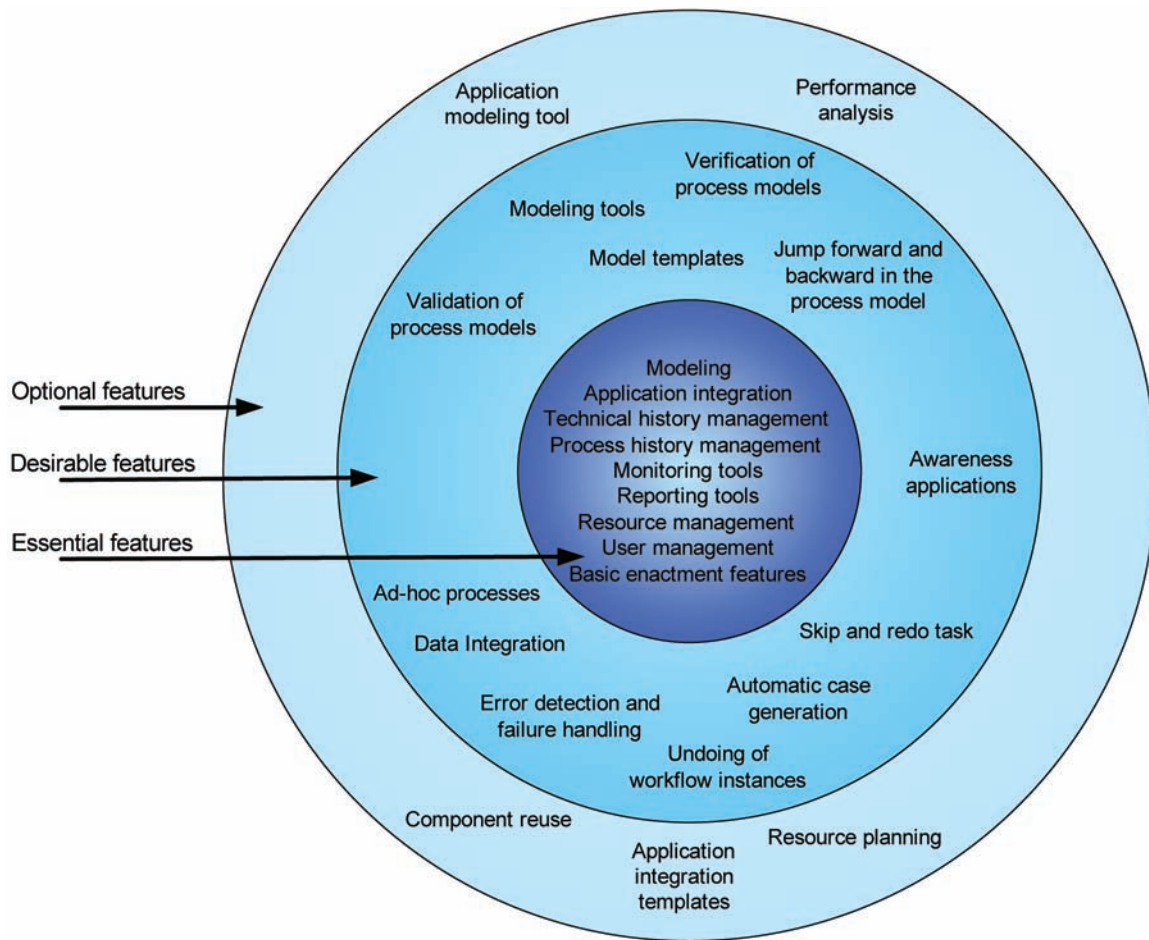 Application
modeling tool
Performance
analysis
Verification of
process models
Modeling tools
Model templates
Jump forward and
backward in the
process model
Validation of
process models
Optional features
Desirable features
Essential features
Modeling
Application integration
Technical history management
Process history management
Monitoring tools
Reporting tools
Resource management
User management
Basic enactment features
Awareness
applications
Ad-hoc processes
Data Integration
Skip and redo task
Error detection and
failure handling
Automatic case
generation
Undoing of
workflow instances
Component reuse
Application
integration
templates
Resource planning